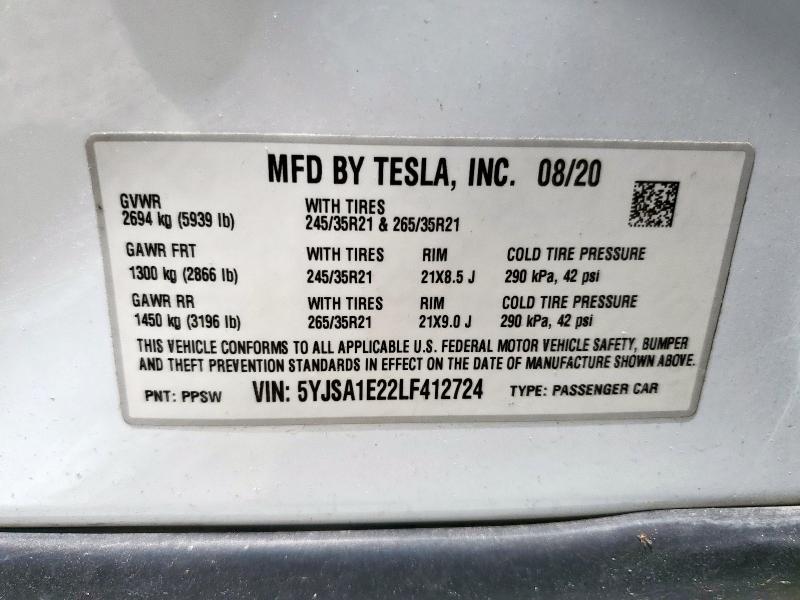 MFD BY TESLA, INC. 08/20
GVWR WITH TIRES
2694 kg (5939 lb) 245/35R21 & 265/35R21
GAWR FRT WITH TIRES RIM COLD TIRE PRESSURE
1300 kg (2866 lb) 245/35R21 21X8.5 J 290 kPa, 42 psi
GAWR RR WITH TIRES RIM COLD TIRE PRESSURE
1450 kg (3196 lb) 265/35R21 21X9.0 J 290 kPa, 42 psi
THIS VEHICLE CONFORMS TO ALL APPLICABLE U.S. FEDERAL MOTOR VEHICLE SAFETY, BUMPER
AND THEFT PREVENTION STANDARDS IN EFFECT ON THE DATE OF MANUFACTURE SHOWN ABOVE.
PNT: PPSW VIN: 5YJSA1E22LF412724 TYPE: PASSENGER CAR